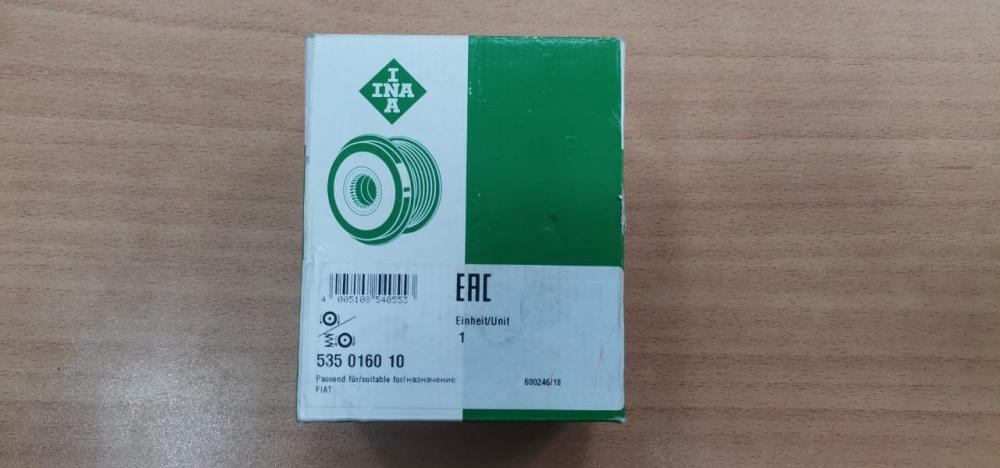 INA
INA
4 005108 540553
EAC
Einheit/Unit
1
535 0160 10
Passend für/suitable for/назначение
FIAT
600246/18